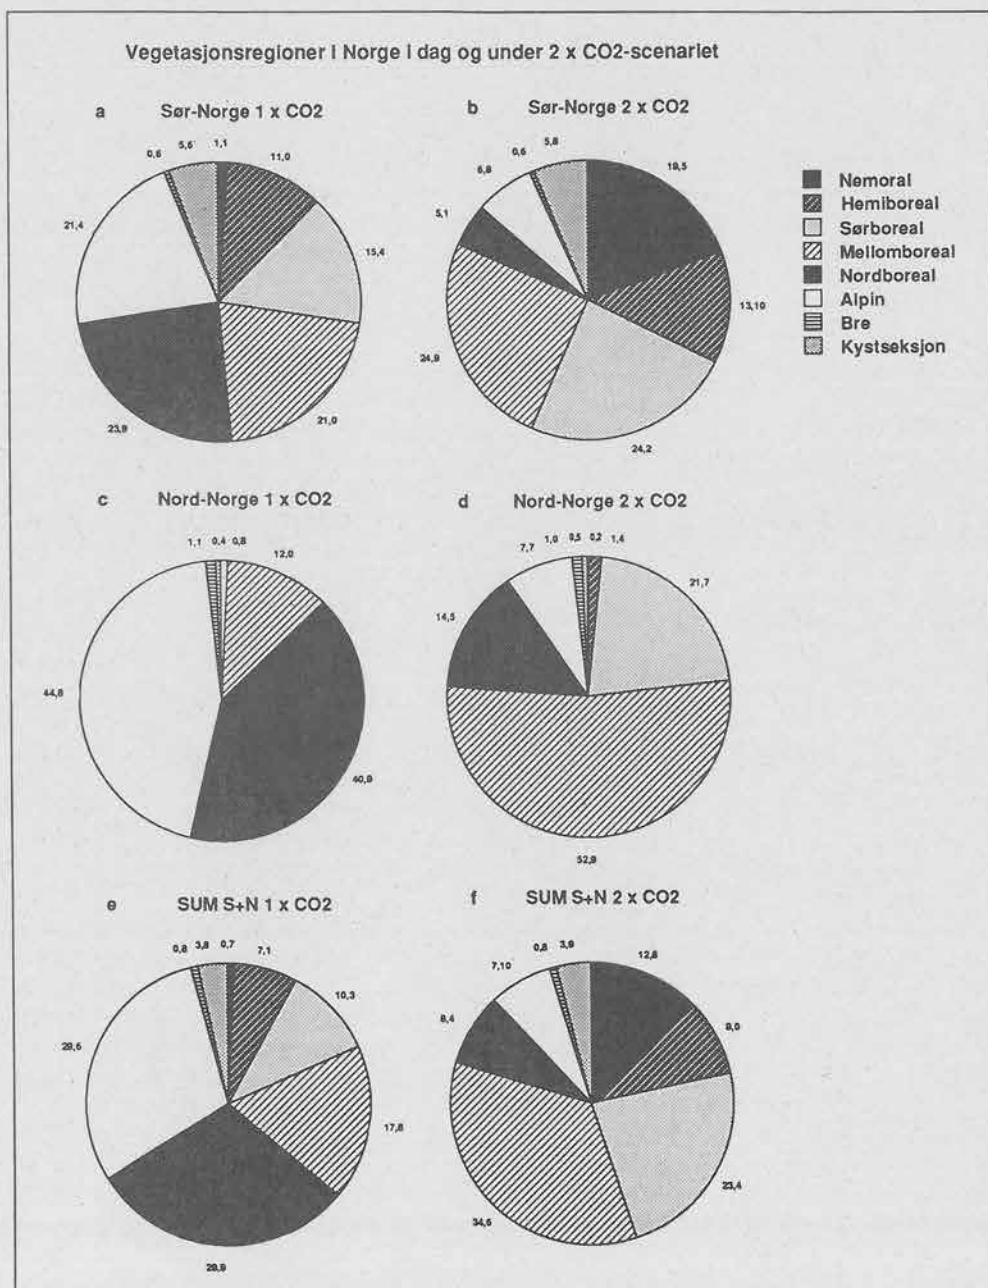 Vegetasjonsregioner i Norge i dag og under 2 x CO2-scenariet
a Sør-Norge 1 x CO2
0,6 5,6 1,1
11,0
15,4
21,0
23,9
21,4
b Sør-Norge 2 x CO2
0,6 5,8
19,5
13,10
24,2
24,9
5,1
6,8
Nemoral
Hemiboreal
Sørboreal
Mellomboreal
Nordboreal
Alpin
Bre
Kystseksjon
c Nord-Norge 1 x CO2
1,1 0,4 0,8
12,0
40,9
44,8
d Nord-Norge 2 x CO2
7,7 1,0 0,5 0,2 1,4
21,7
52,9
14,5
e SUM S+N 1 x CO2
0,8 3,8 0,7
7,1
10,3
17,8
29,9
29,6
f SUM S+N 2 x CO2
0,8 3,9
12,8
9,0
23,4
34,6
8,4
7,10